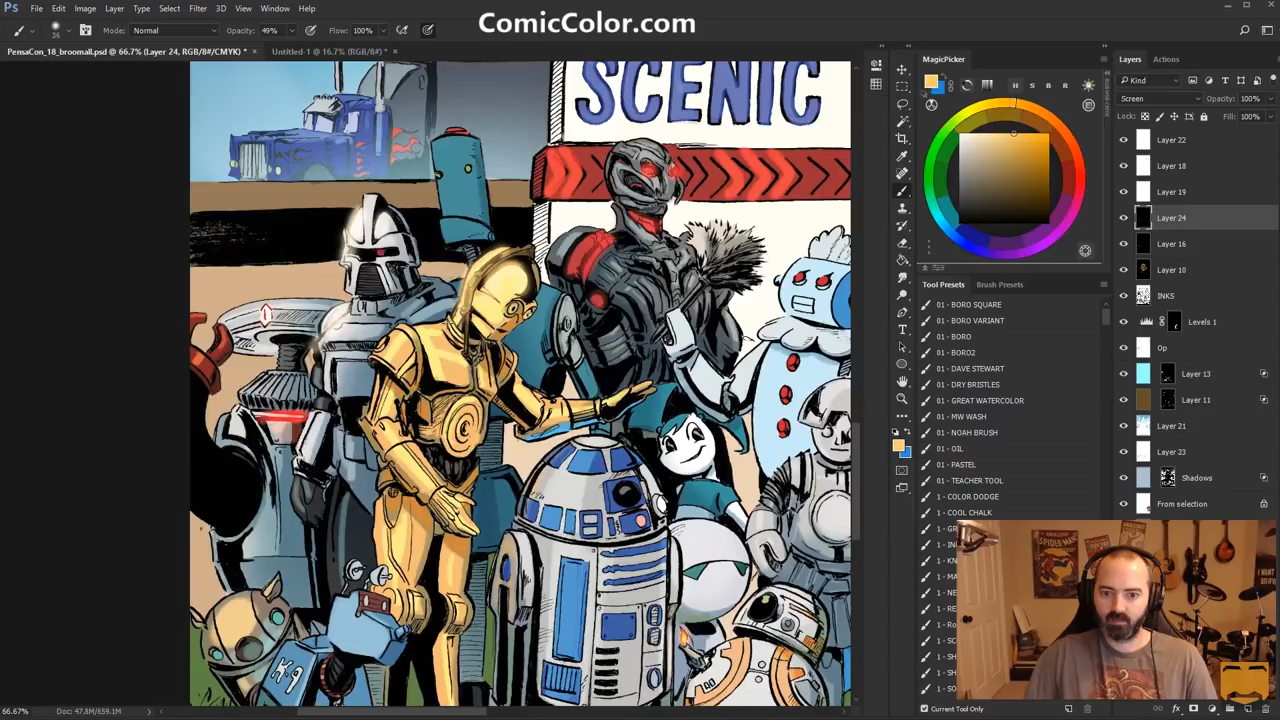 ComicColor.com
Ps File Edit Image Layer Type Select Filter 3D View Window Help
36 Mode: Normal Opacity: 49% Flow: 100%
PensaCon_18_broomall.psd @ 66.7% (Layer 24, RGB/8#/CMYK) * × Untitled-1 @ 16.7% (RGB/8#) * ×
SCENIC
K-9
MagicPicker
H S B R
Tool Presets Brush Presets
01 - BORO SQUARE
01 - BORO VARIANT
01 - BORO
01 - BORO2
01 - DAVE STEWART
01 - DRY BRISTLES
01 - GREAT WATERCOLOR
01 - MW WASH
01 - NOAH BRUSH
01 - OIL
01 - PASTEL
01 - TEACHER TOOL
1 - COLOR DODGE
1 - COOL CHALK
Current Tool Only
Layers Actions
Kind
Screen Opacity: 100%
Lock: Fill: 100%
Layer 22
Layer 18
Layer 19
Layer 24
Layer 16
Layer 10
INKS
Levels 1
Op
Layer 13
Layer 11
Layer 21
Layer 23
Shadows
From selection
66.67% Doc: 47.8M/659.1M